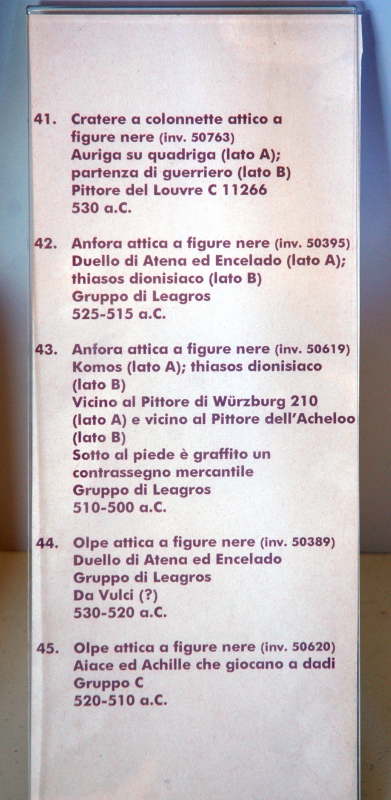 41. Cratere a colonnette attico a
figure nere (inv. 50763)
Auriga su quadriga (lato A);
partenza di guerriero (lato B)
Pittore del Louvre C 11266
530 a.C.
42. Anfora attica a figure nere (inv. 50395)
Duello di Atena ed Encelado (lato A);
thiasos dionisiaco (lato B)
Gruppo di Leagros
525-515 a.C.
43. Anfora attica a figure nere (inv. 50619)
Komos (lato A); thiasos dionisiaco
(lato B)
Vicino al Pittore di Würzburg 210
(lato A) e vicino al Pittore dell'Acheloo
(lato B)
Sotto al piede è graffito un
contrassegno mercantile
Gruppo di Leagros
510-500 a.C.
44. Olpe attica a figure nere (inv. 50389)
Duello di Atena ed Encelado
Gruppo di Leagros
Da Vulci (?)
530-520 a.C.
45. Olpe attica a figure nere (inv. 50620)
Aiace ed Achille che giocano a dadi
Gruppo C
520-510 a.C.